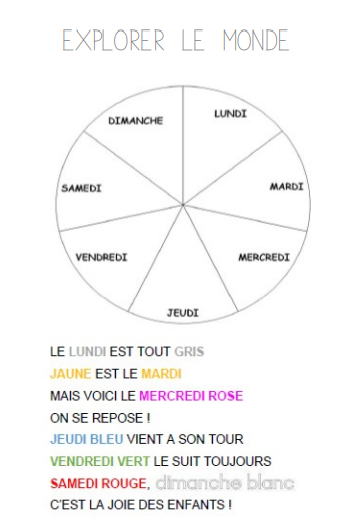 EXPLORER LE MONDE
DIMANCHE
LUNDI
SAMEDI
MARDI
VENDREDI
MERCREDI
JEUDI
LE LUNDI EST TOUT GRIS
JAUNE EST LE MARDI
MAIS VOICI LE MERCREDI ROSE
ON SE REPOSE !
JEUDI BLEU VIENT A SON TOUR
VENDREDI VERT LE SUIT TOUJOURS
SAMEDI ROUGE, dimanche blanc
C'EST LA JOIE DES ENFANTS !